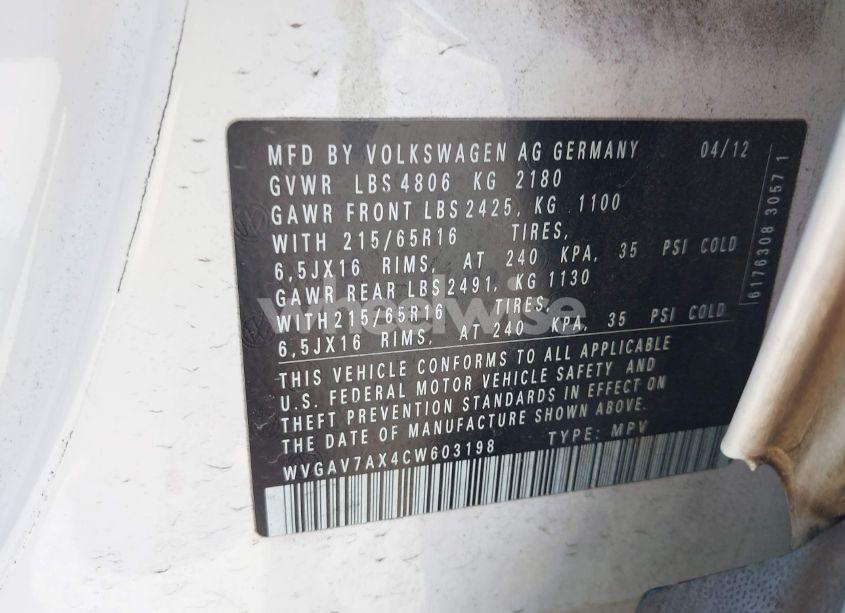 MFD BY VOLKSWAGEN AG GERMANY 04/12
GVWR LBS 4806 KG 2180
GAWR FRONT LBS 2425, KG 1100
WITH 215/65R16 TIRES,
6,5JX16 RIMS, AT 240 KPA, 35 PSI COLD
GAWR REAR LBS 2491, KG 1130
WITH 215/65R16 TIRES,
6,5JX16 RIMS, AT 240 KPA, 35 PSI COLD
THIS VEHICLE CONFORMS TO ALL APPLICABLE
U.S. FEDERAL MOTOR VEHICLE SAFETY AND
THEFT PREVENTION STANDARDS IN EFFECT ON
THE DATE OF MANUFACTURE SHOWN ABOVE.
WVGAV7AX4CW603198 TYPE: MPV
6176308 3057 1
vincelwise